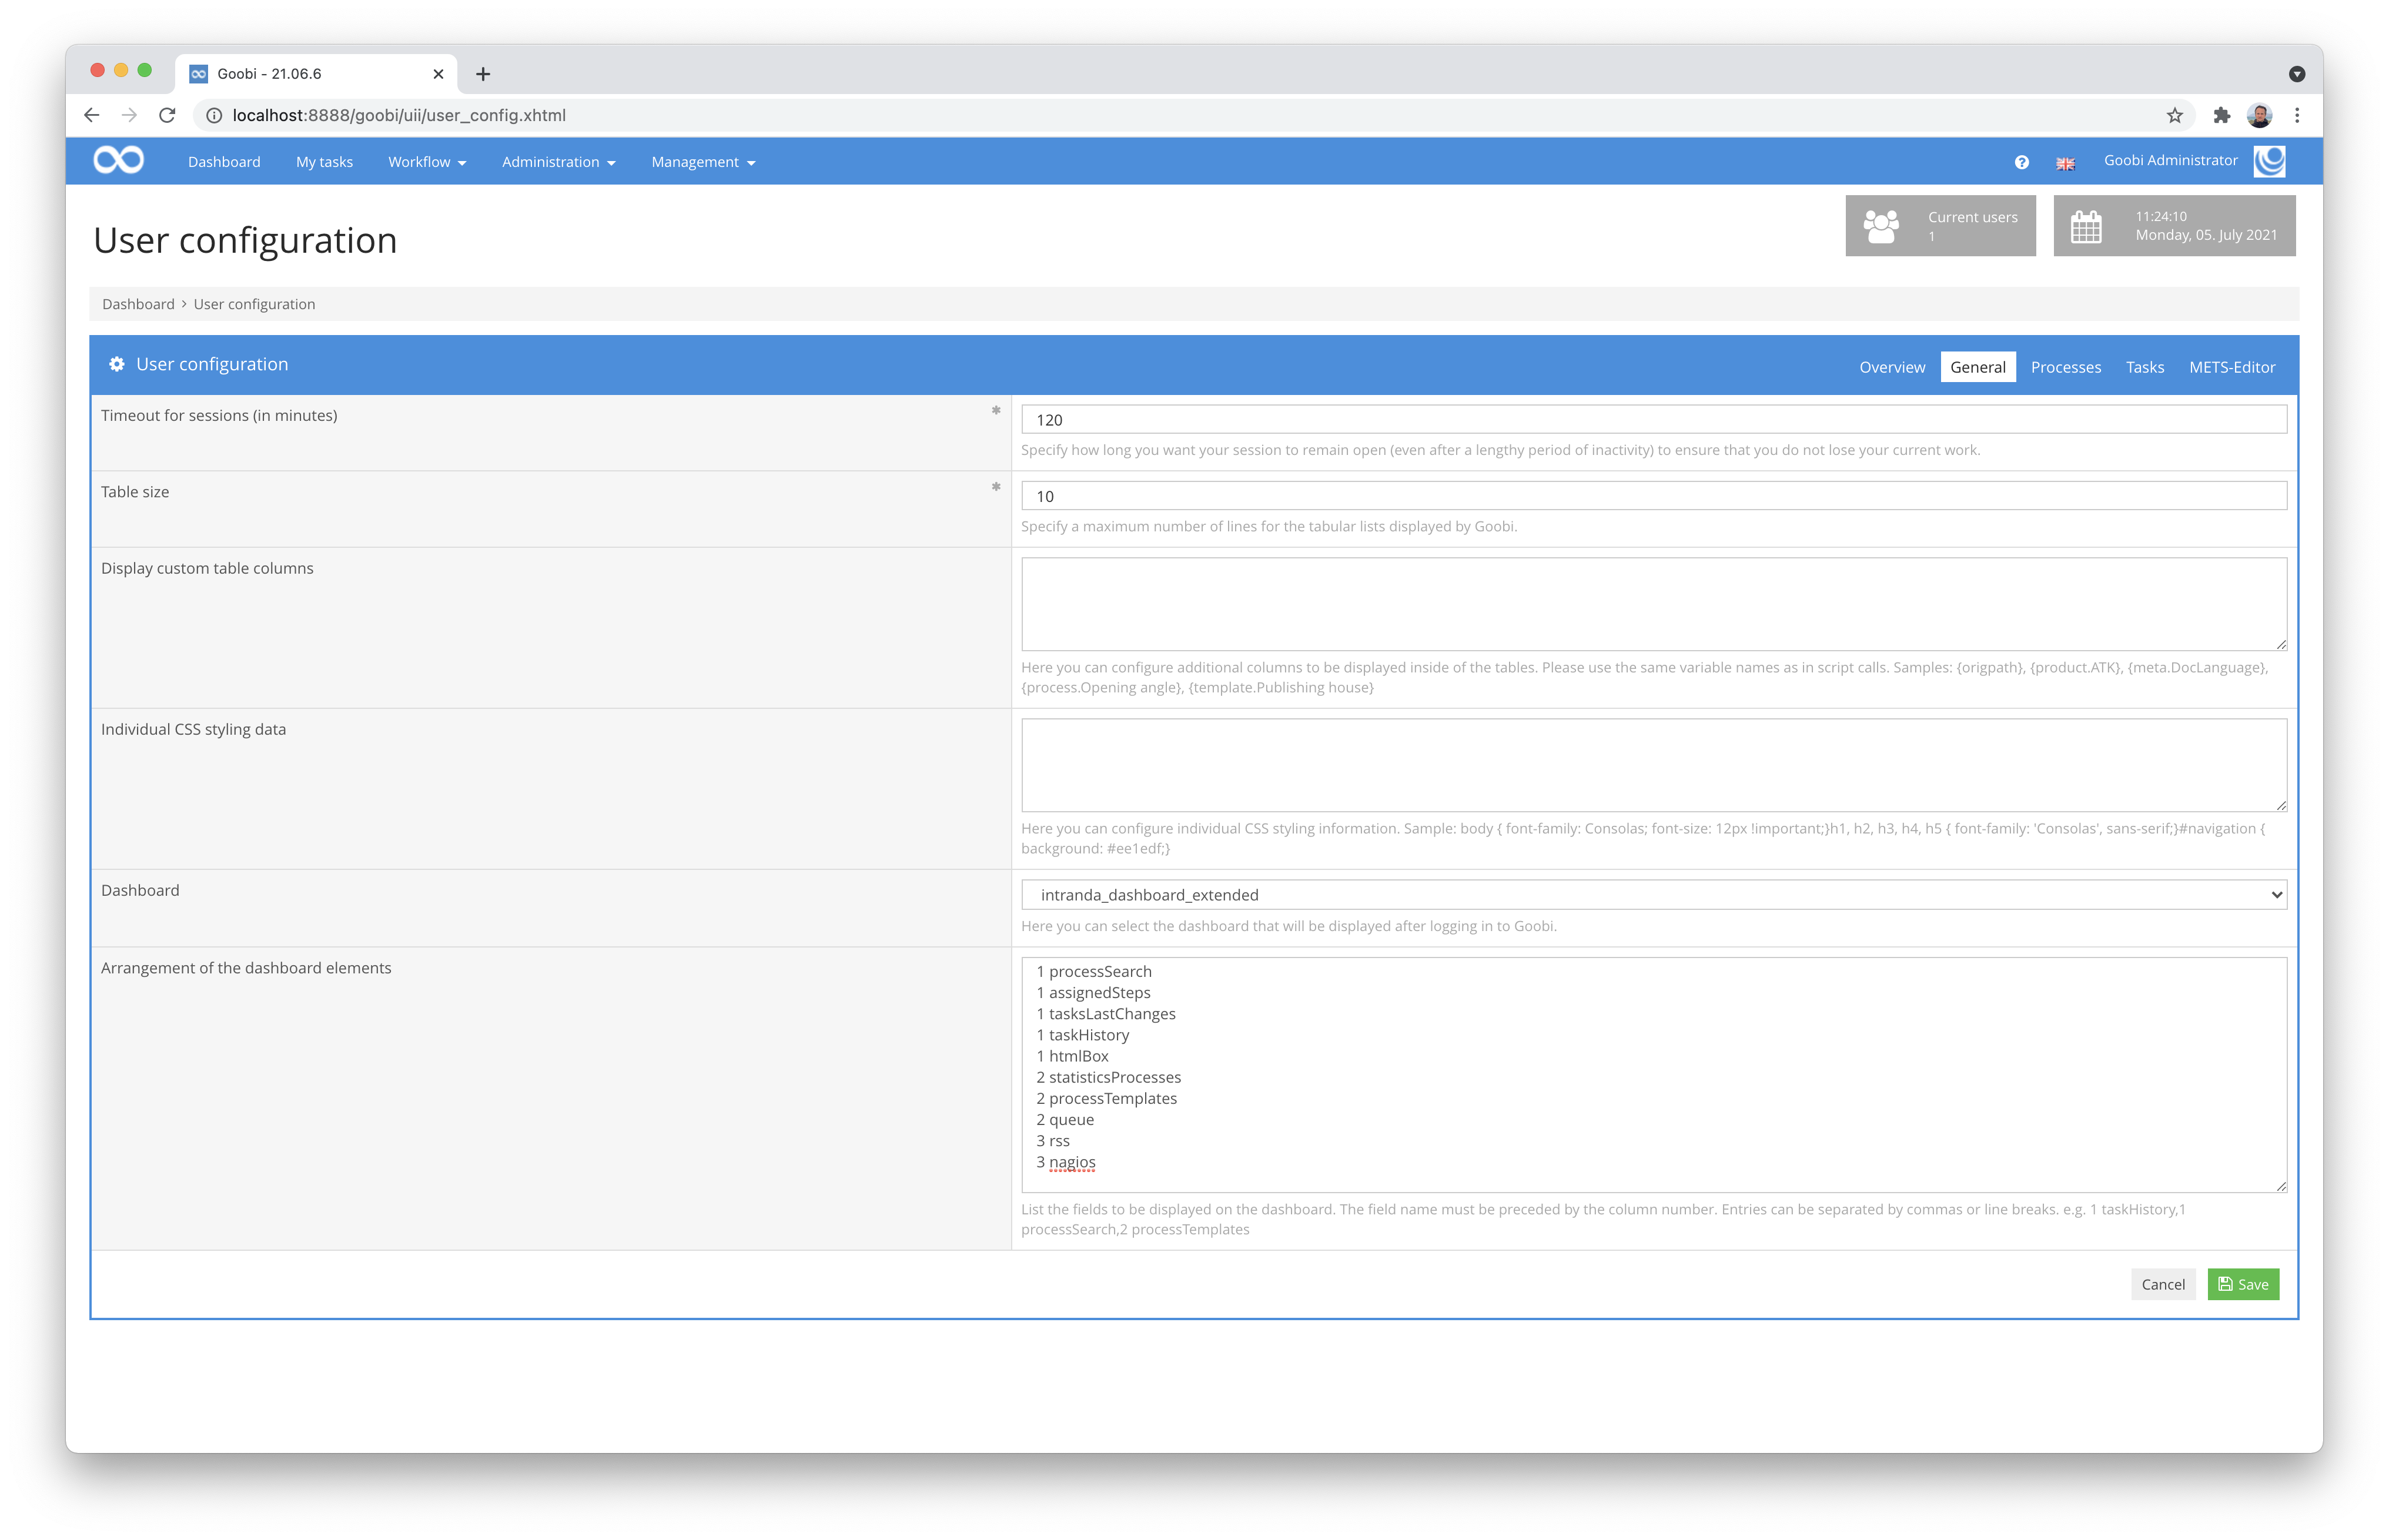 Goobi - 21.06.6
localhost:8888/goobi/uii/user_config.xhtml
Dashboard My tasks Workflow Administration Management Goobi Administrator
User configuration
Current users
1
11:24:10
Monday, 05. July 2021
Dashboard > User configuration
User configuration
Overview General Processes Tasks METS-Editor
Timeout for sessions (in minutes) *
120
Specify how long you want your session to remain open (even after a lengthy period of inactivity) to ensure that you do not lose your current work.
Table size *
10
Specify a maximum number of lines for the tabular lists displayed by Goobi.
Display custom table columns
Here you can configure additional columns to be displayed inside of the tables. Please use the same variable names as in script calls. Samples: {origpath}, {product.ATK}, {meta.DocLanguage},
{process.Opening angle}, {template.Publishing house}
Individual CSS styling data
Here you can configure individual CSS styling information. Sample: body { font-family: Consolas; font-size: 12px !important;}h1, h2, h3, h4, h5 { font-family: 'Consolas', sans-serif;}#navigation {
background: #ee1edf;}
Dashboard
intranda_dashboard_extended
Here you can select the dashboard that will be displayed after logging in to Goobi.
Arrangement of the dashboard elements
1 processSearch
1 assignedSteps
1 tasksLastChanges
1 taskHistory
1 htmlBox
2 statisticsProcesses
2 processTemplates
2 queue
3 rss
3 nagios
List the fields to be displayed on the dashboard. The field name must be preceded by the column number. Entries can be separated by commas or line breaks. e.g. 1 taskHistory,1
processSearch,2 processTemplates
Cancel Save